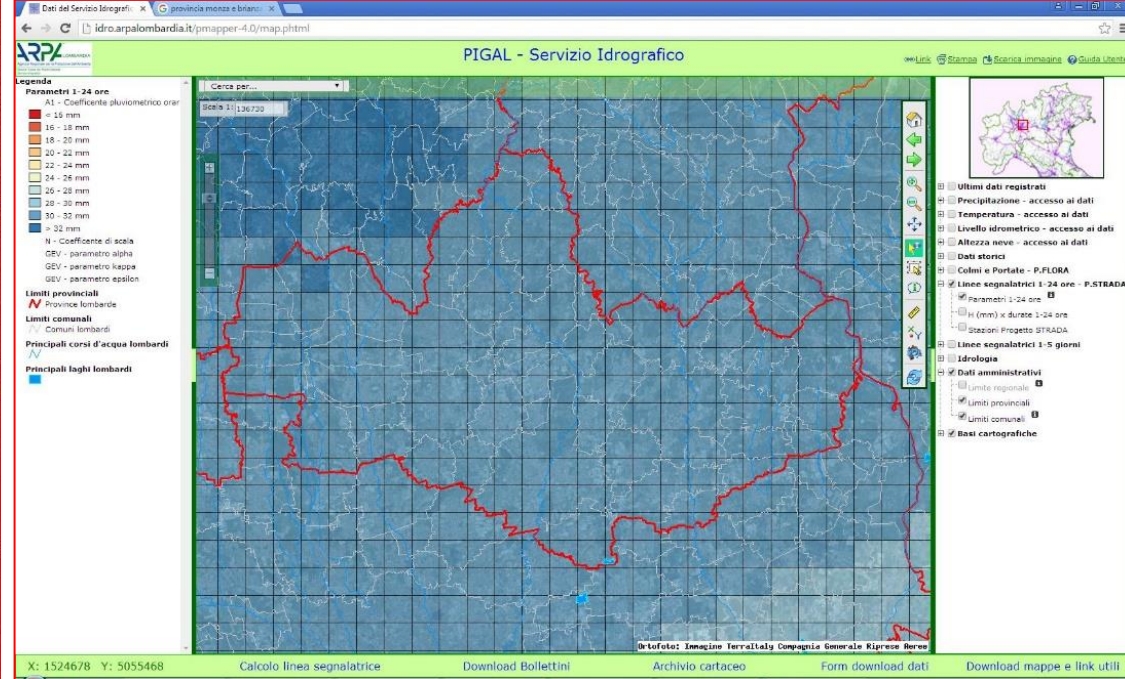 Dati del Servizio Idrografic × provincia monza e brianz ×
idro.arpalombardia.it/pmapper-4.0/map.phtml
ARPA LOMBARDIA
PIGAL - Servizio Idrografico
Link Stampa Scarica immagine Guida Utente
Legenda
Parametri 1-24 ore
A1 - Coefficente pluviometrico orar
< 16 mm
16 - 18 mm
18 - 20 mm
20 - 22 mm
22 - 24 mm
24 - 26 mm
26 - 28 mm
28 - 30 mm
30 - 32 mm
> 32 mm
N - Coefficente di scala
GEV - parametro alpha
GEV - parametro kappa
GEV - parametro epsilon
Limiti provinciali
Province lombarde
Limiti comunali
Comuni lombardi
Principali corsi d'acqua lombardi
Principali laghi lombardi
Cerca per...
Scala 1: 136730
Ortofoto: Immagine TerraItaly Compagnia Generale Riprese Aeree
Ultimi dati registrati
Precipitazione - accesso ai dati
Temperatura - accesso ai dati
Livello idrometrico - accesso ai dati
Altezza neve - accesso ai dati
Dati storici
Colmi e Portate - P.FLORA
Linee segnalatrici 1-24 ore - P.STRADA
Parametri 1-24 ore
H (mm) x durate 1-24 ore
Stazioni Progetto STRADA
Linee segnalatrici 1-5 giorni
Idrologia
Dati amministrativi
Limite regionale
Limiti provinciali
Limiti comunali
Basi cartografiche
X: 1524678 Y: 5055468 Calcolo linea segnalatrice Download Bollettini Archivio cartaceo Form download dati Download mappe e link utili